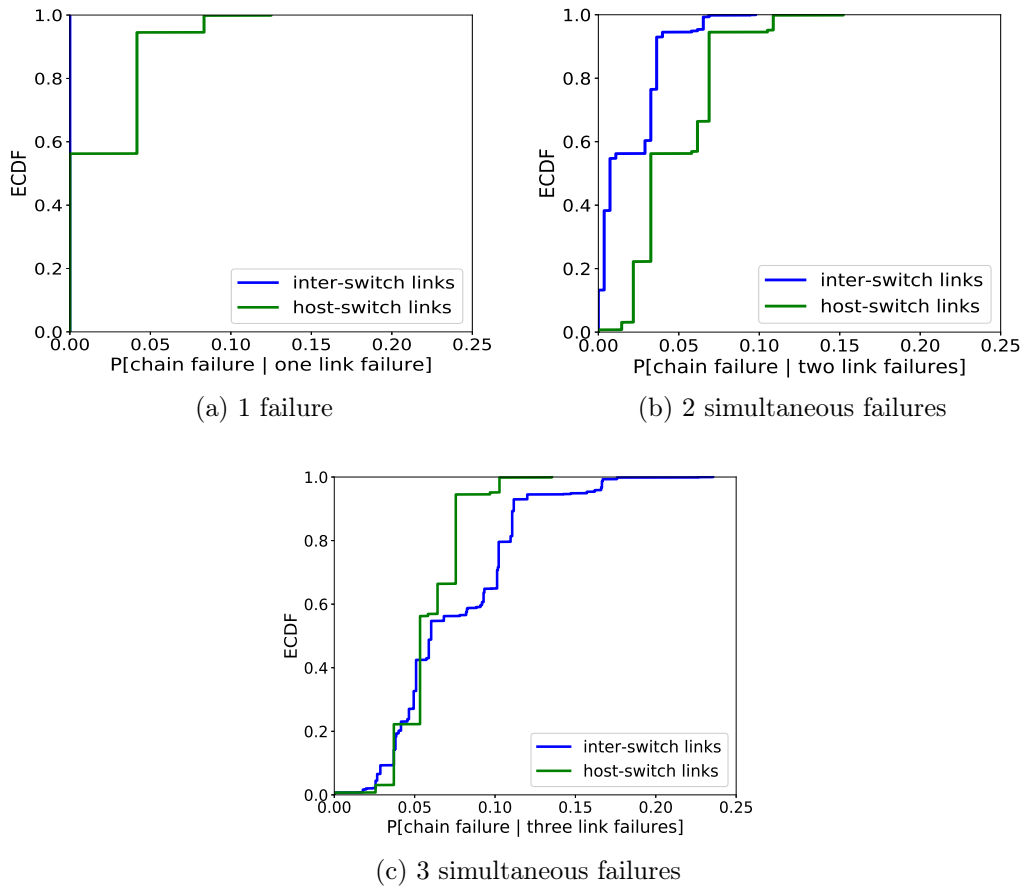 1.0
0.8
0.6
0.4
0.2
0.0
ECDF
inter-switch links
host-switch links
0.00 0.05 0.10 0.15 0.20 0.25
P[chain failure | one link failure]
(a) 1 failure
1.0
0.8
0.6
0.4
0.2
0.0
ECDF
inter-switch links
host-switch links
0.00 0.05 0.10 0.15 0.20 0.25
P[chain failure | two link failures]
(b) 2 simultaneous failures
1.0
0.8
0.6
0.4
0.2
0.0
ECDF
inter-switch links
host-switch links
0.00 0.05 0.10 0.15 0.20 0.25
P[chain failure | three link failures]
(c) 3 simultaneous failures